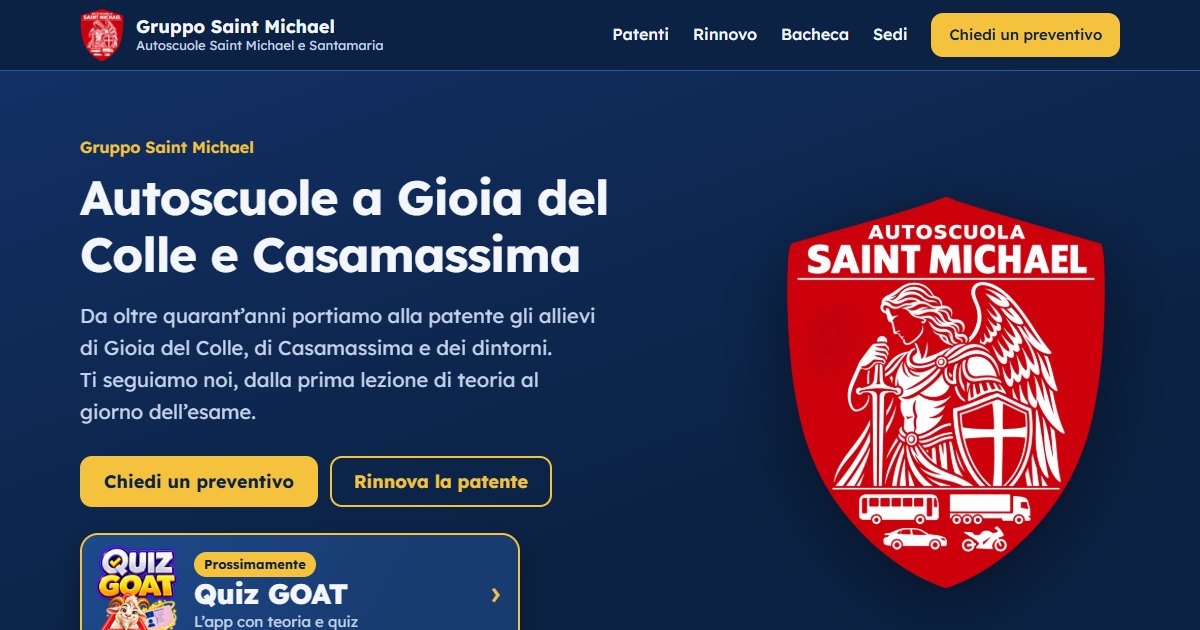 Gruppo Saint Michael
Autoscuole Saint Michael e Santamaria
Patenti
Rinnovo
Bacheca
Sedi
Chiedi un preventivo
Gruppo Saint Michael
Autoscuole a Gioia del
Colle e Casamassima
Da oltre quarant’anni portiamo alla patente gli allievi
di Gioia del Colle, di Casamassima e dei dintorni.
Ti seguiamo noi, dalla prima lezione di teoria al
giorno dell’esame.
Chiedi un preventivo
Rinnova la patente
QUIZ
GOAT
Prossimamente
Quiz GOAT
L’app con teoria e quiz
AUTOSCUOLA
SAINT MICHAEL